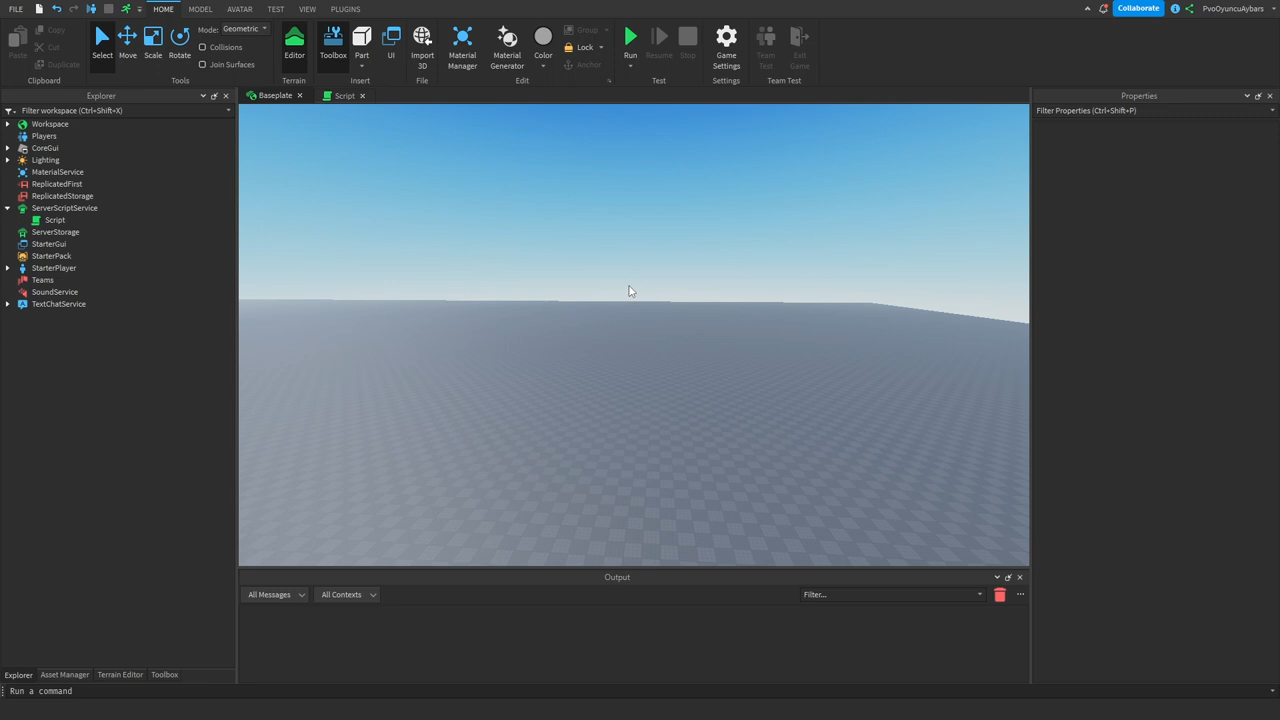 FILE HOME MODEL AVATAR TEST VIEW PLUGINS Collaborate PvoOyuncuAybars
Paste Copy Cut Duplicate Select Move Scale Rotate Mode: Geometric Collisions Join Surfaces Editor Toolbox Part UI Import 3D Material Manager Material Generator Color Group Lock Anchor Run Resume Stop Game Settings Team Test Exit Game
Clipboard Tools Terrain Insert File Edit Test Settings Team Test
Explorer
Filter workspace (Ctrl+Shift+X)
Workspace
Players
CoreGui
Lighting
MaterialService
ReplicatedFirst
ReplicatedStorage
ServerScriptService
Script
ServerStorage
StarterGui
StarterPack
StarterPlayer
Teams
SoundService
TextChatService
Baseplate Script
Properties
Filter Properties (Ctrl+Shift+P)
Output
All Messages All Contexts Filter...
Explorer Asset Manager Terrain Editor Toolbox
Run a command